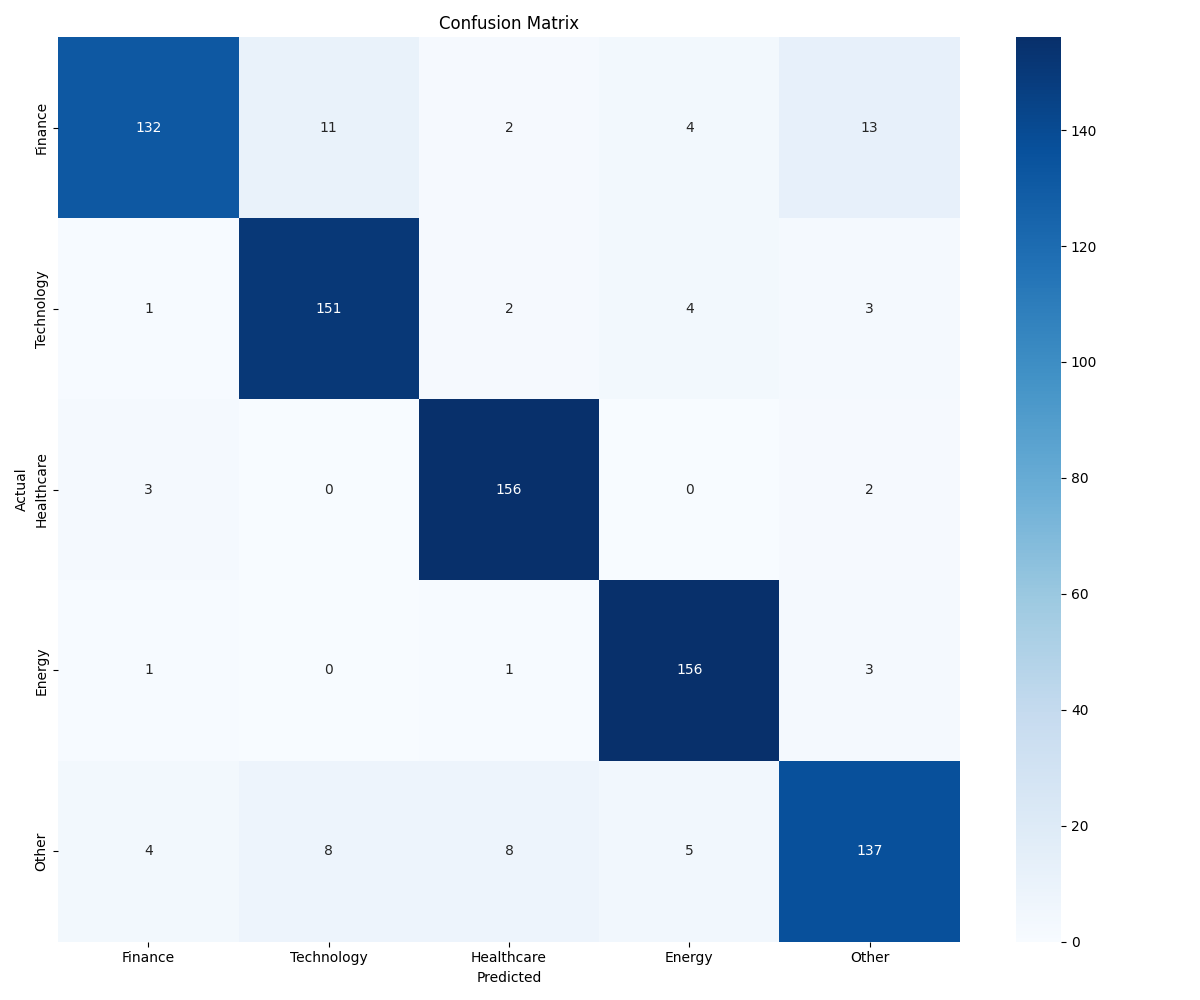 Confusion Matrix
Finance 132 11 2 4 13
Technology 1 151 2 4 3
Healthcare 3 0 156 0 2
Energy 1 0 1 156 3
Other 4 8 8 5 137
Actual
Finance Technology Healthcare Energy Other
Predicted
140
120
100
80
60
40
20
0